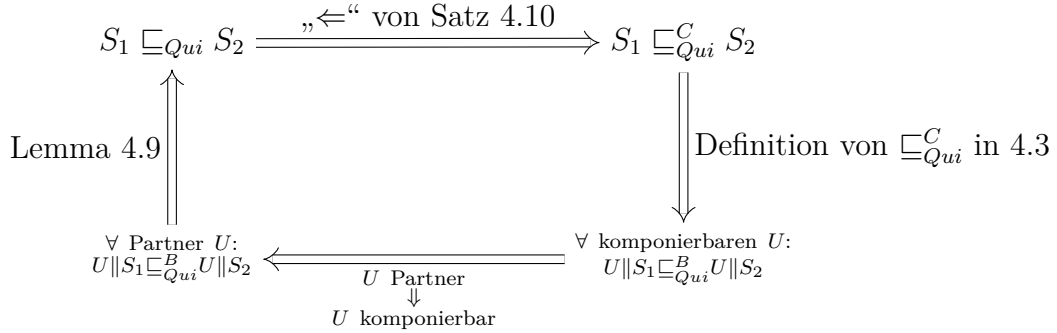 „⇐“ von Satz 4.10
S₁ ⊑_{Qui} S₂
S₁ ⊑^C_{Qui} S₂
Lemma 4.9
Definition von ⊑^C_{Qui} in 4.3
∀ Partner U:
U∥S₁⊑^B_{Qui}U∥S₂
∀ komponierbaren U:
U∥S₁⊑^B_{Qui}U∥S₂
U Partner
⇓
U komponierbar